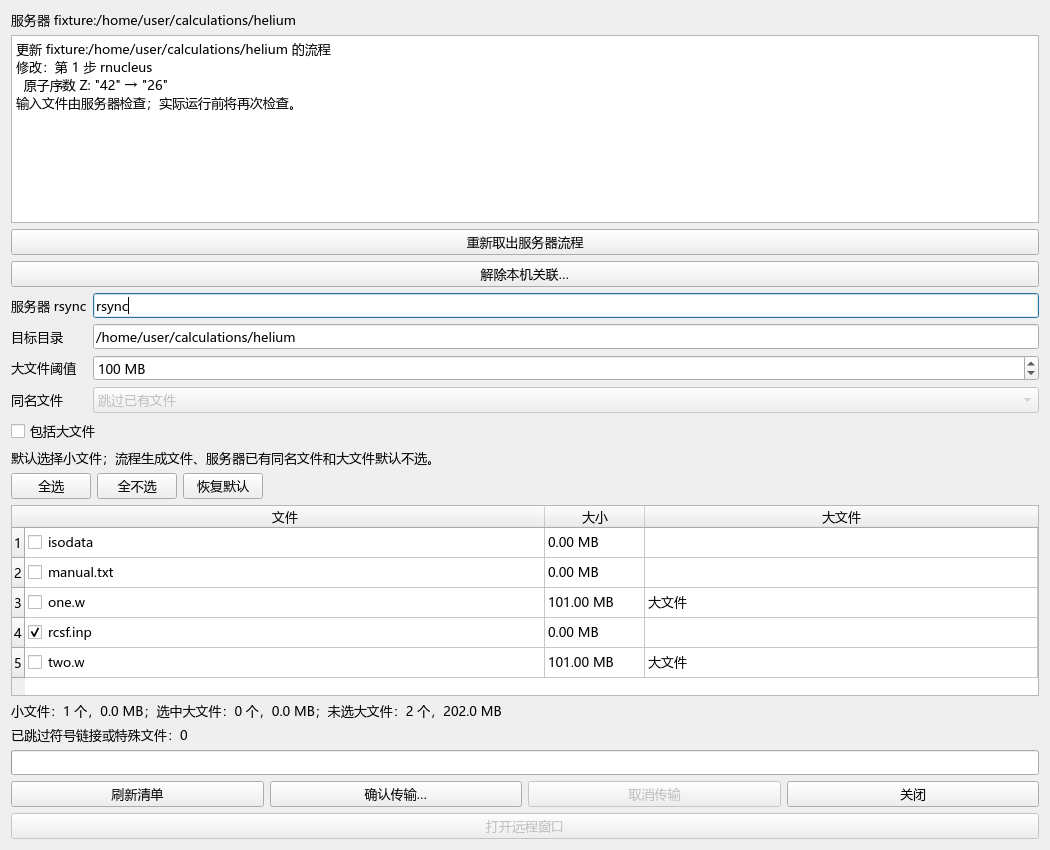 服务器 fixture:/home/user/calculations/helium
更新 fixture:/home/user/calculations/helium 的流程
修改：第 1 步 rnucleus
原子序数 Z: "42" → "26"
输入文件由服务器检查；实际运行前将再次检查。
重新取出服务器流程
解除本机关联...
服务器 rsync rsync
目标目录 /home/user/calculations/helium
大文件阈值 100 MB
同名文件 跳过已有文件
包括大文件
默认选择小文件；流程生成文件、服务器已有同名文件和大文件默认不选。
全选 全不选 恢复默认
文件 大小 大文件
1 isodata 0.00 MB
2 manual.txt 0.00 MB
3 one.w 101.00 MB 大文件
4 rcsf.inp 0.00 MB
5 two.w 101.00 MB 大文件
小文件：1 个，0.0 MB；选中大文件：0 个，0.0 MB；未选大文件：2 个，202.0 MB
已跳过符号链接或特殊文件：0
刷新清单 确认传输... 取消传输 关闭
打开远程窗口